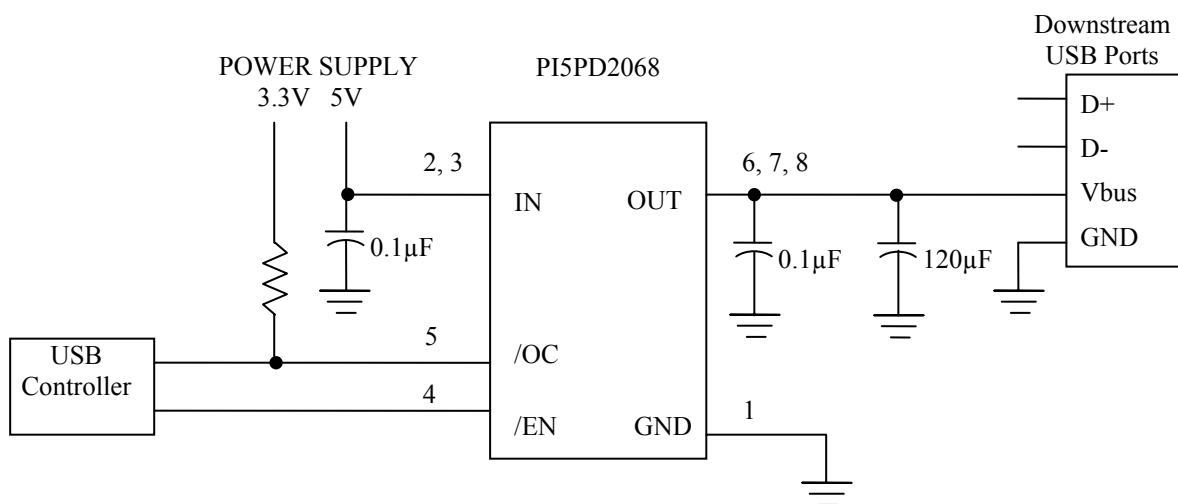 Downstream
USB Ports
POWER SUPPLY
3.3V 5V
PI5PD2068
D+
D-
Vbus
GND
2, 3
IN
OUT
6, 7, 8
0.1µF
0.1µF
120µF
USB
Controller
5
/OC
4
/EN
GND
1